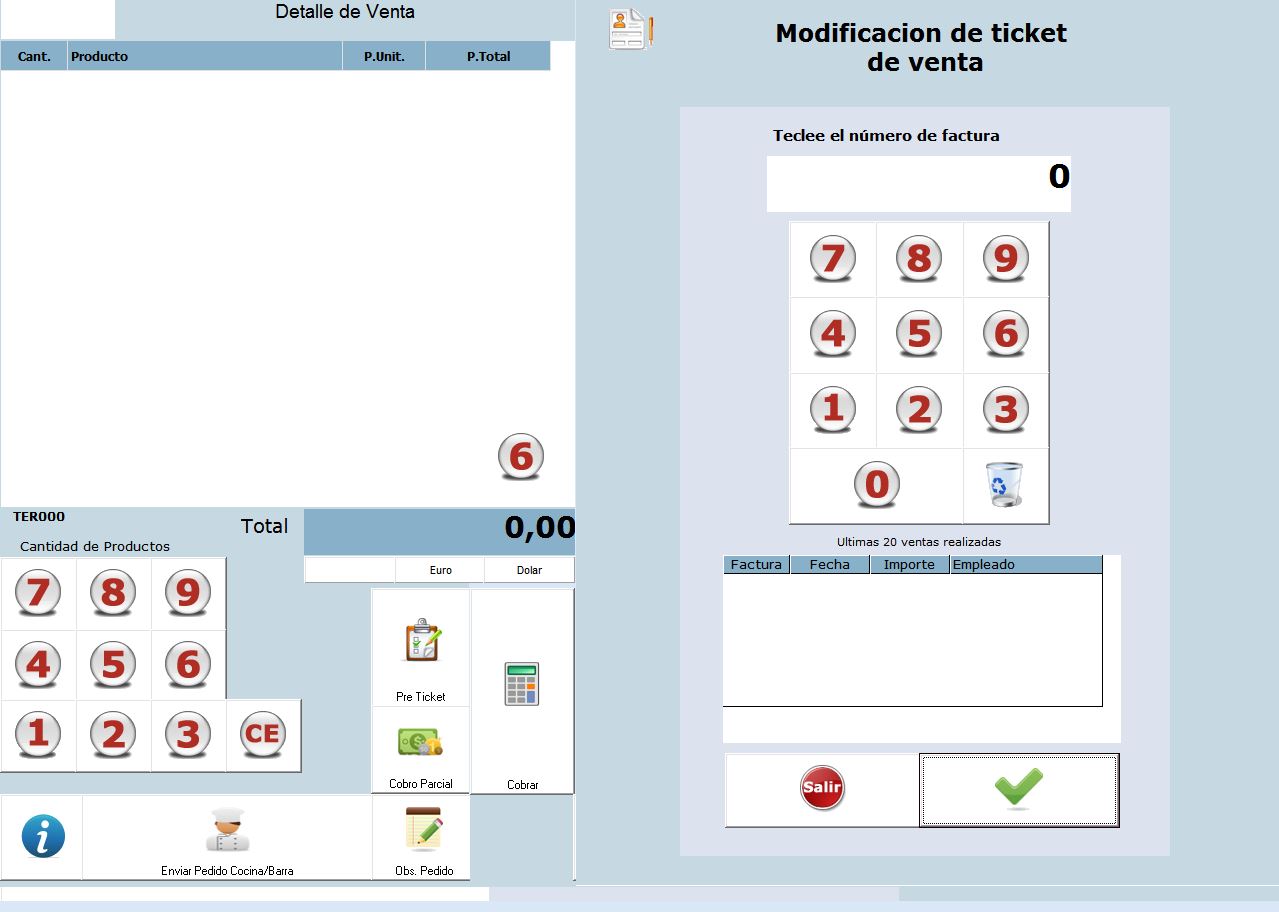 Detalle de Venta
Cant. Producto P.Unit. P.Total
6
TER000
Total 0,00
Cantidad de Productos
Euro Dolar
7 8 9
4 5 6
1 2 3 CE
Pre Ticket
Cobro Parcial
Cobrar
Enviar Pedido Cocina/Barra
Obs. Pedido
Modificacion de ticket
de venta
Teclee el número de factura
0
7 8 9
4 5 6
1 2 3
0
Ultimas 20 ventas realizadas
Factura Fecha Importe Empleado
Salir